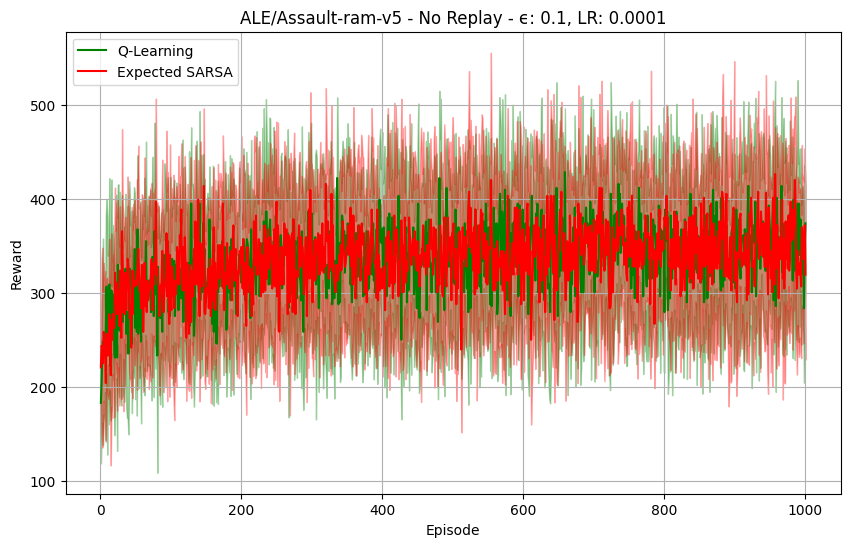 ALE/Assault-ram-v5 - No Replay - ϵ: 0.1, LR: 0.0001
Q-Learning
Expected SARSA
500
400
300
200
100
Reward
0
200
400
600
800
1000
Episode